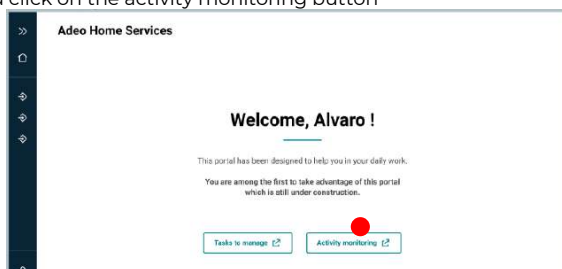 click on the activity monitoring button
Adeo Home Services
Welcome, Alvaro !
This portal has been designed to help you in your daily work.
You are among the first to take advantage of this portal
which is still under construction.
Tasks to manage
Activity monitoring